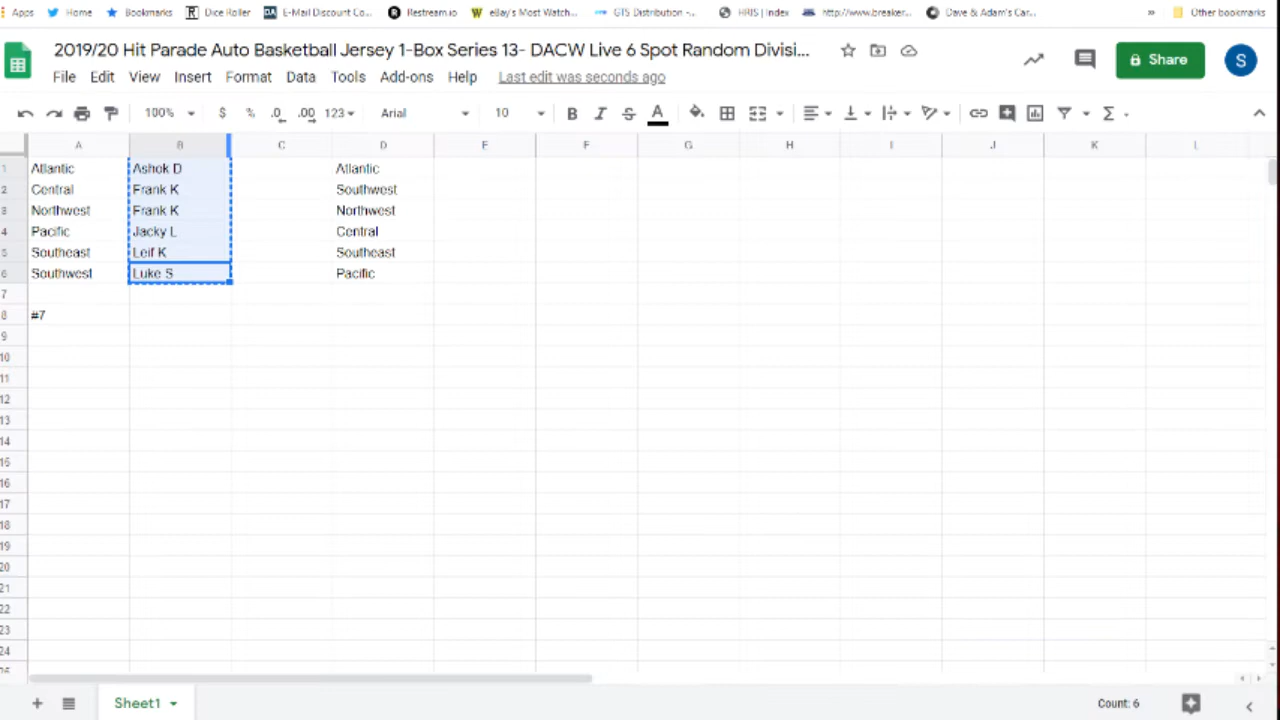 Apps Home Bookmarks Dice Roller E-Mail Discount Co... Restream.io eBay's Most Watch... GTS Distribution -... HRIS | Index http://www.breaker... Dave & Adam's Car... » Other bookmarks
2019/20 Hit Parade Auto Basketball Jersey 1-Box Series 13- DACW Live 6 Spot Random Divisi...
File Edit View Insert Format Data Tools Add-ons Help Last edit was seconds ago
Share S
100% $ % .0 .00 123 Arial 10 B I S A Σ
A B C D E F G H I J K L
1 Atlantic Ashok D Atlantic
2 Central Frank K Southwest
3 Northwest Frank K Northwest
4 Pacific Jacky L Central
5 Southeast Leif K Southeast
6 Southwest Luke S Pacific
7
8 #7
9
10
11
12
13
14
15
16
17
18
19
20
21
22
23
24
Sheet1 Count: 6